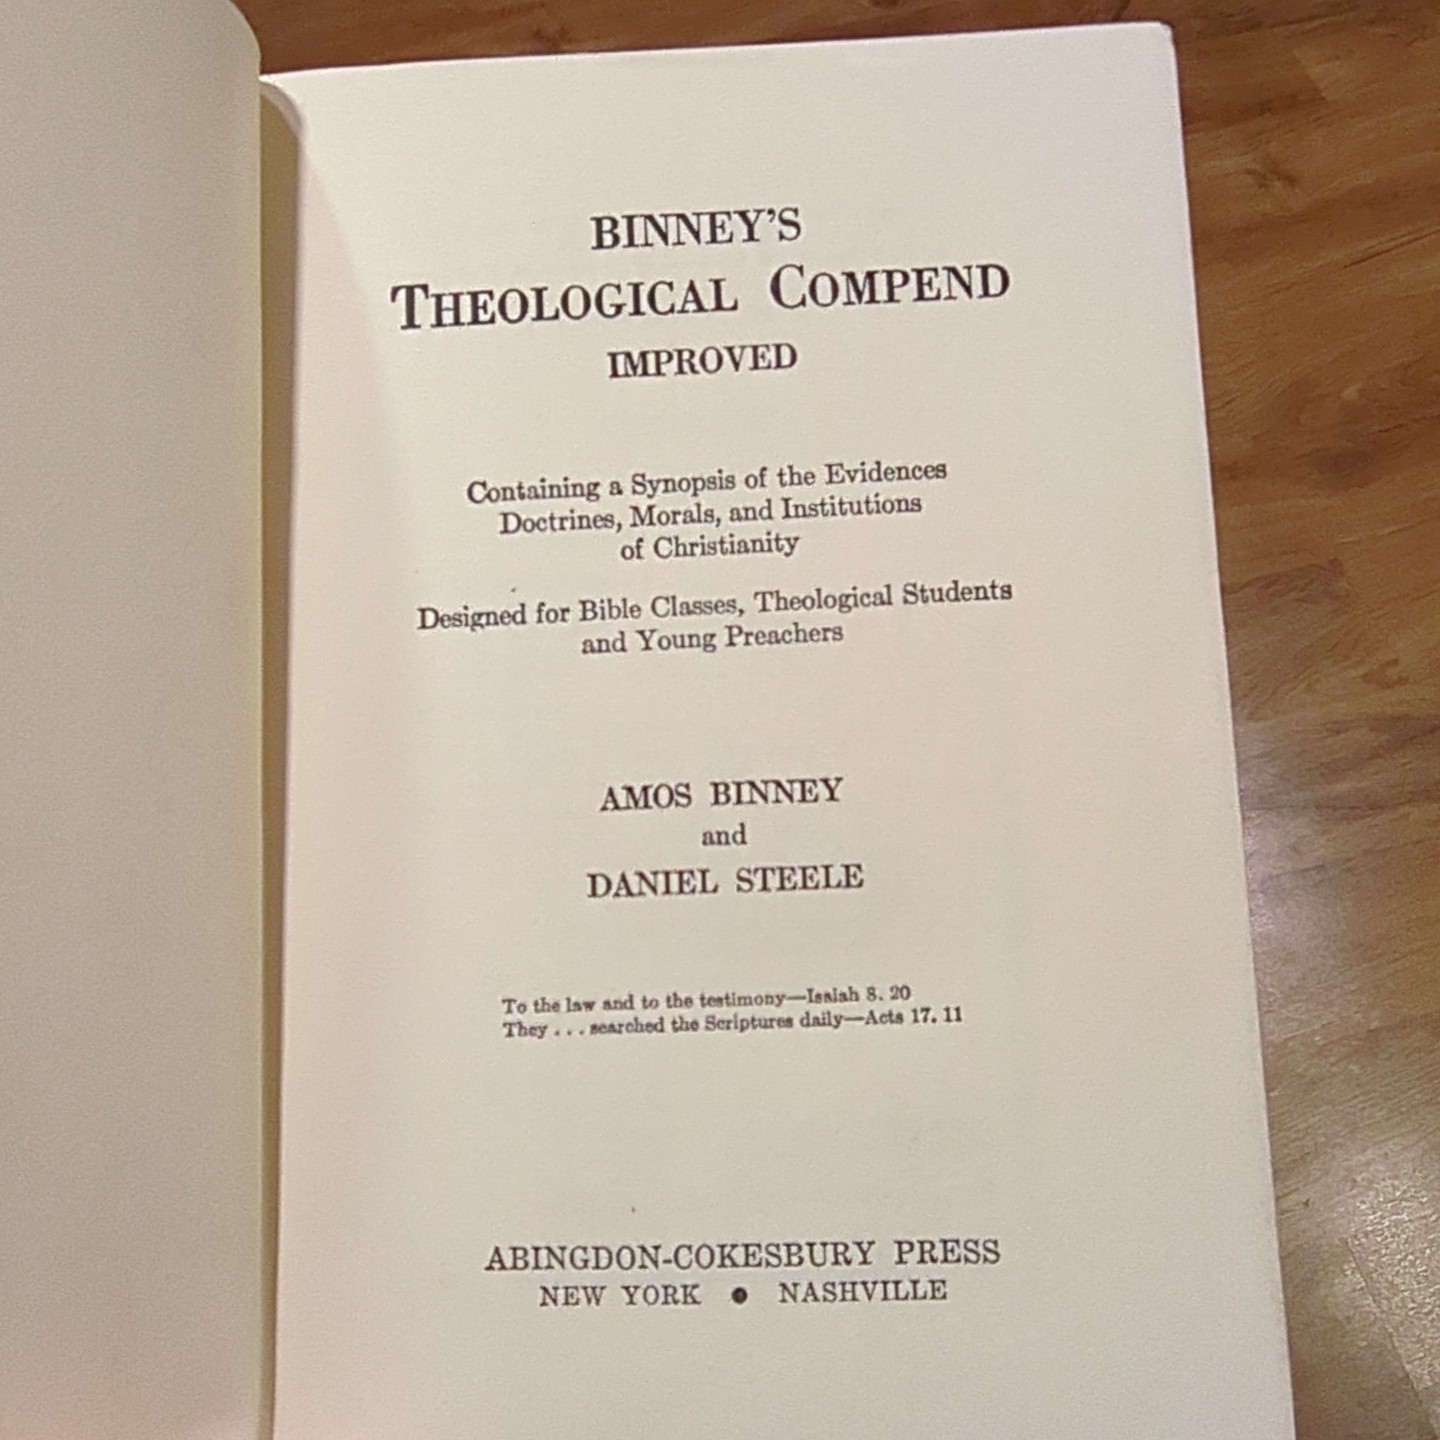 BINNEY'S
THEOLOGICAL COMPEND
IMPROVED
Containing a Synopsis of the Evidences
Doctrines, Morals, and Institutions
of Christianity
Designed for Bible Classes, Theological Students
and Young Preachers
AMOS BINNEY
and
DANIEL STEELE
To the law and to the testimony—Isaiah 8. 20
They . . . searched the Scriptures daily—Acts 17. 11
ABINGDON-COKESBURY PRESS
NEW YORK ● NASHVILLE